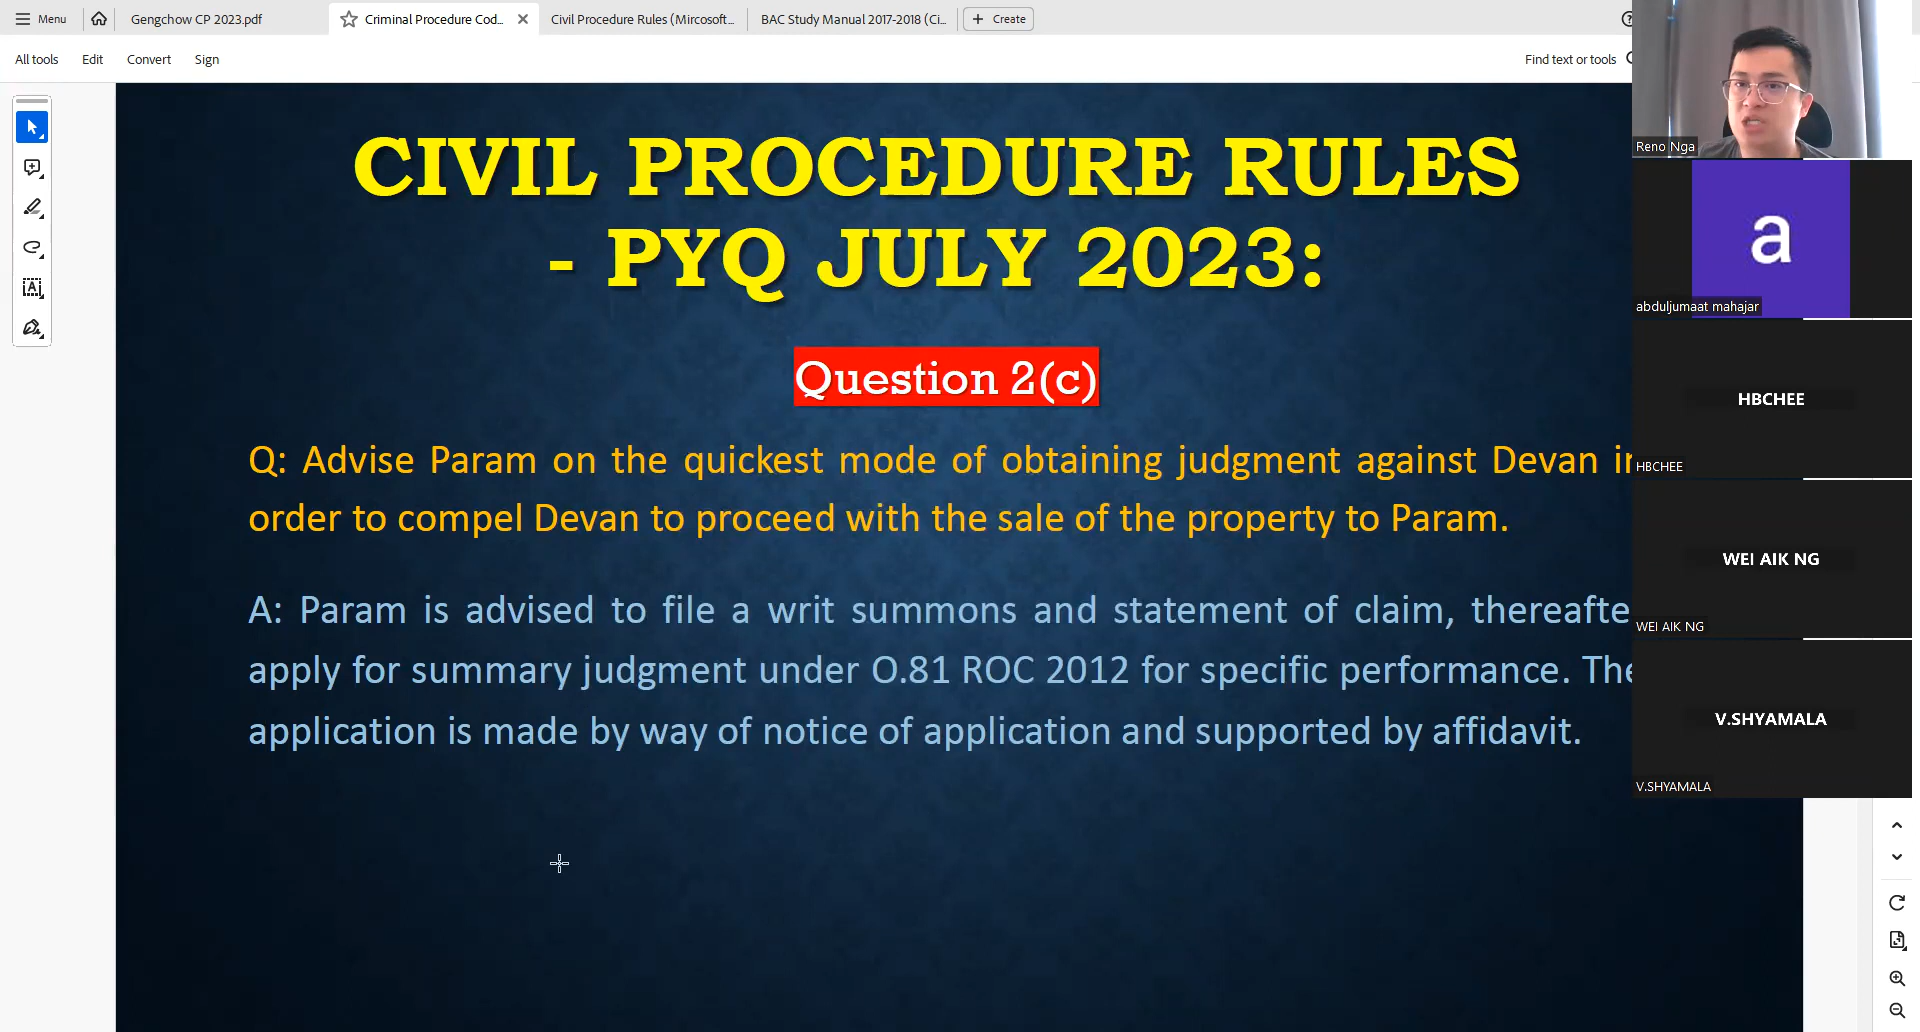 Menu
Gengchow CP 2023.pdf
Criminal Procedure Cod...
Civil Procedure Rules (Mircosoft...
BAC Study Manual 2017-2018 (Ci...
Create
All tools
Edit
Convert
Sign
Find text or tools
CIVIL PROCEDURE RULES
- PYQ JULY 2023:
Question 2(c)
Q: Advise Param on the quickest mode of obtaining judgment against Devan in
order to compel Devan to proceed with the sale of the property to Param.
A: Param is advised to file a writ summons and statement of claim, thereafte
apply for summary judgment under O.81 ROC 2012 for specific performance. The
application is made by way of notice of application and supported by affidavit.
Reno Nga
a
abduljumaat mahajar
HBCHEE
HBCHEE
WEI AIK NG
WEI AIK NG
V.SHYAMALA
V.SHYAMALA